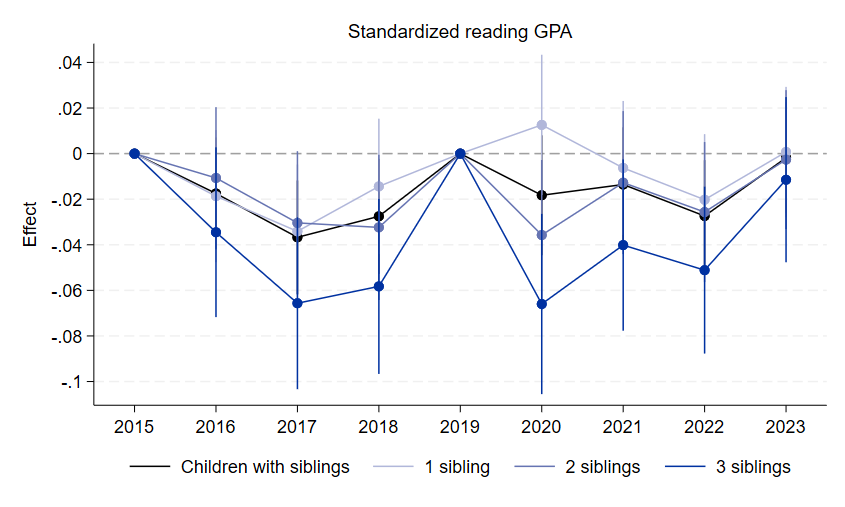 Standardized reading GPA
Effect
.04
.02
0
-.02
-.04
-.06
-.08
-.1
2015 2016 2017 2018 2019 2020 2021 2022 2023
Children with siblings 1 sibling 2 siblings 3 siblings